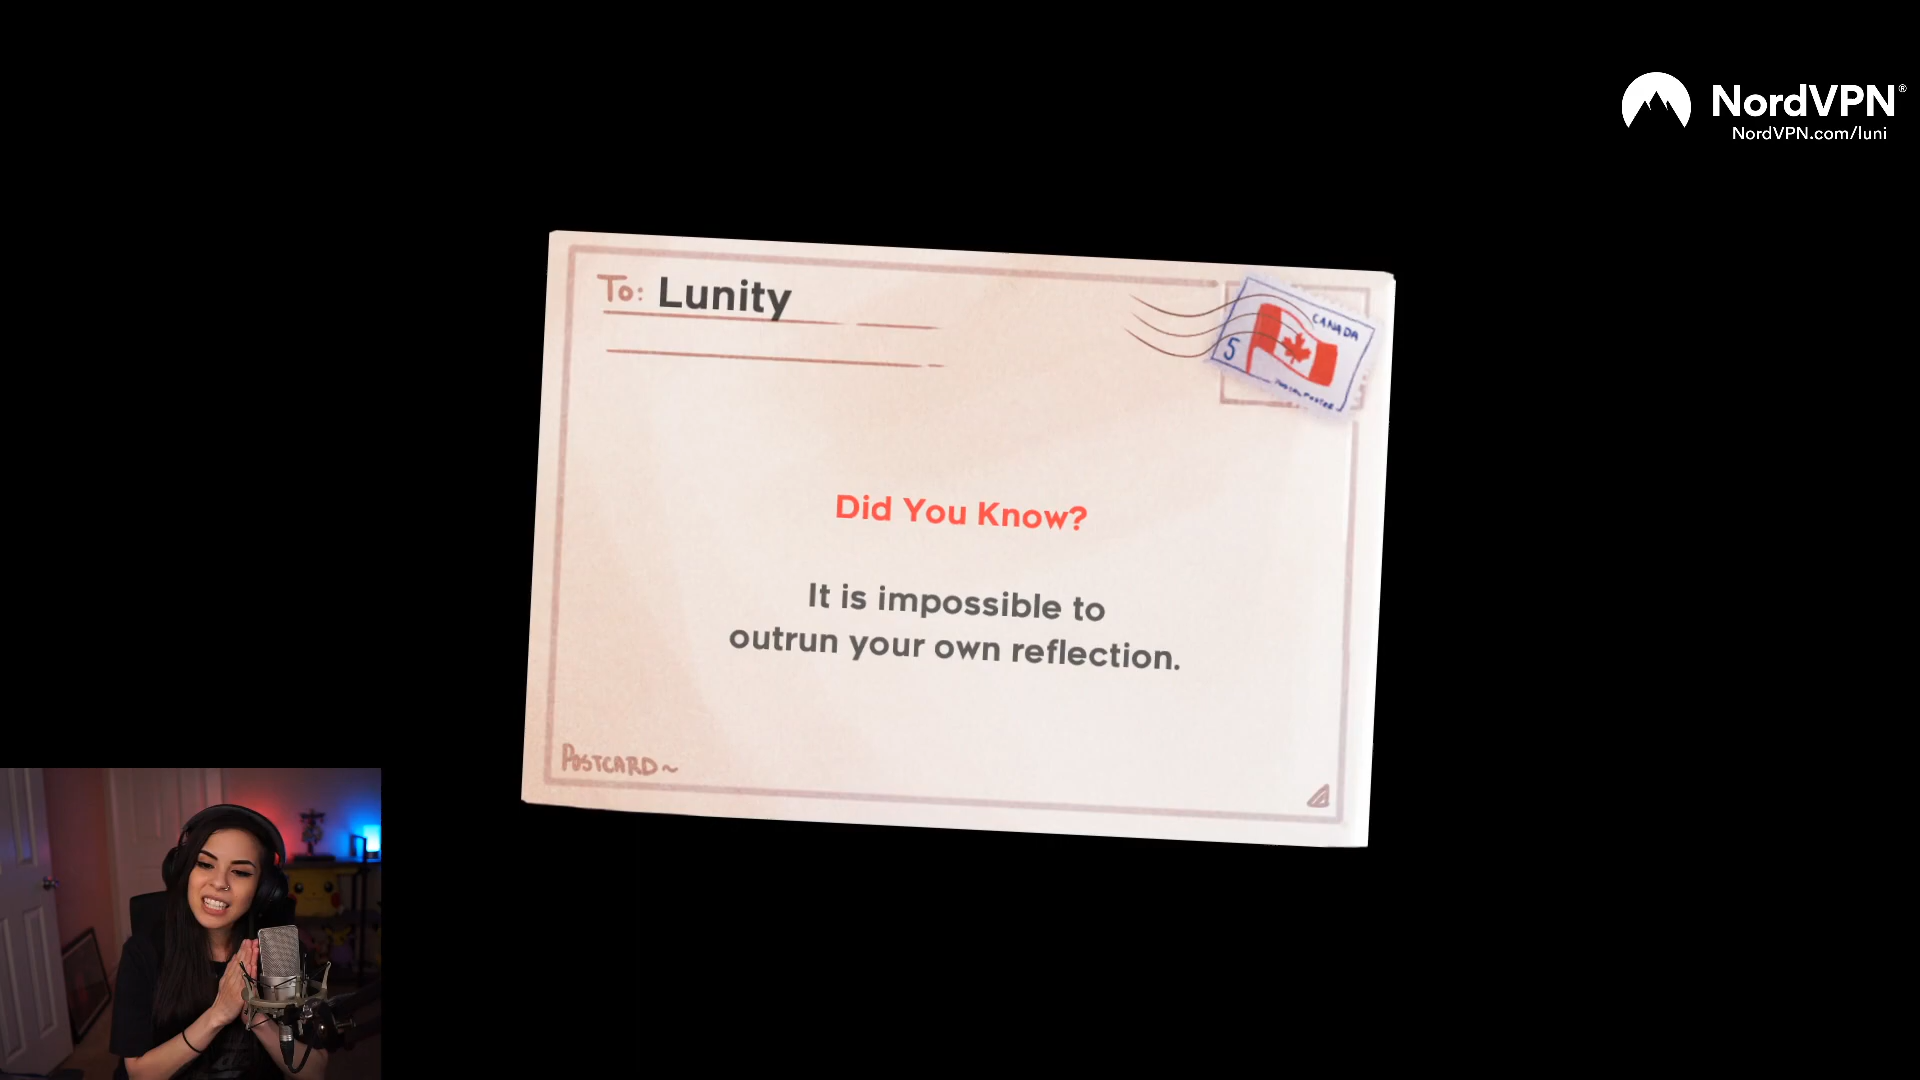 NordVPN®
NordVPN.com/luni
To: Lunity
CANADA
5
Did You Know?
It is impossible to
outrun your own reflection.
POSTCARD~